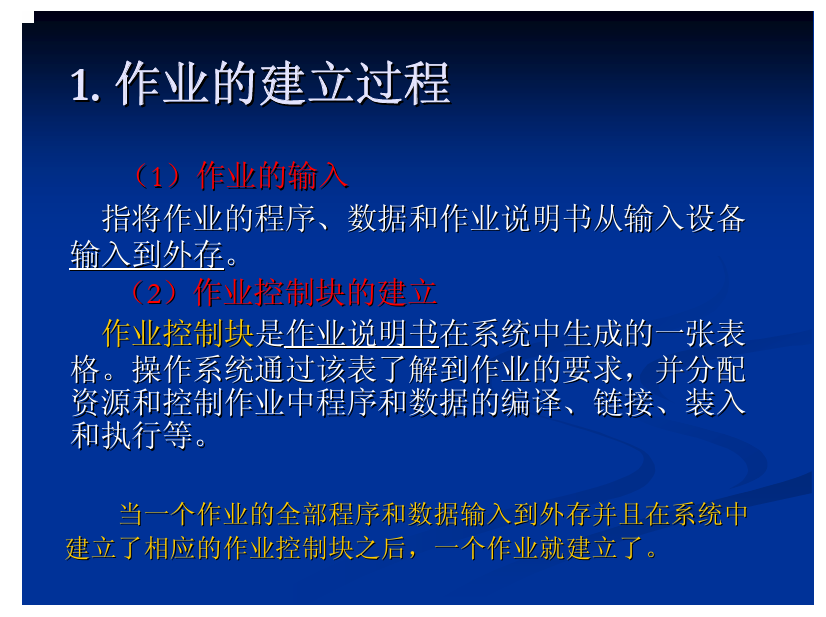 1. 作业的建立过程
（1）作业的输入
指将作业的程序、数据和作业说明书从输入设备
输入到外存。
（2）作业控制块的建立
作业控制块是作业说明书在系统中生成的一张表
格。操作系统通过该表了解到作业的要求，并分配
资源和控制作业中程序和数据的编译、链接、装入
和执行等。
当一个作业的全部程序和数据输入到外存并且在系统中
建立了相应的作业控制块之后，一个作业就建立了。